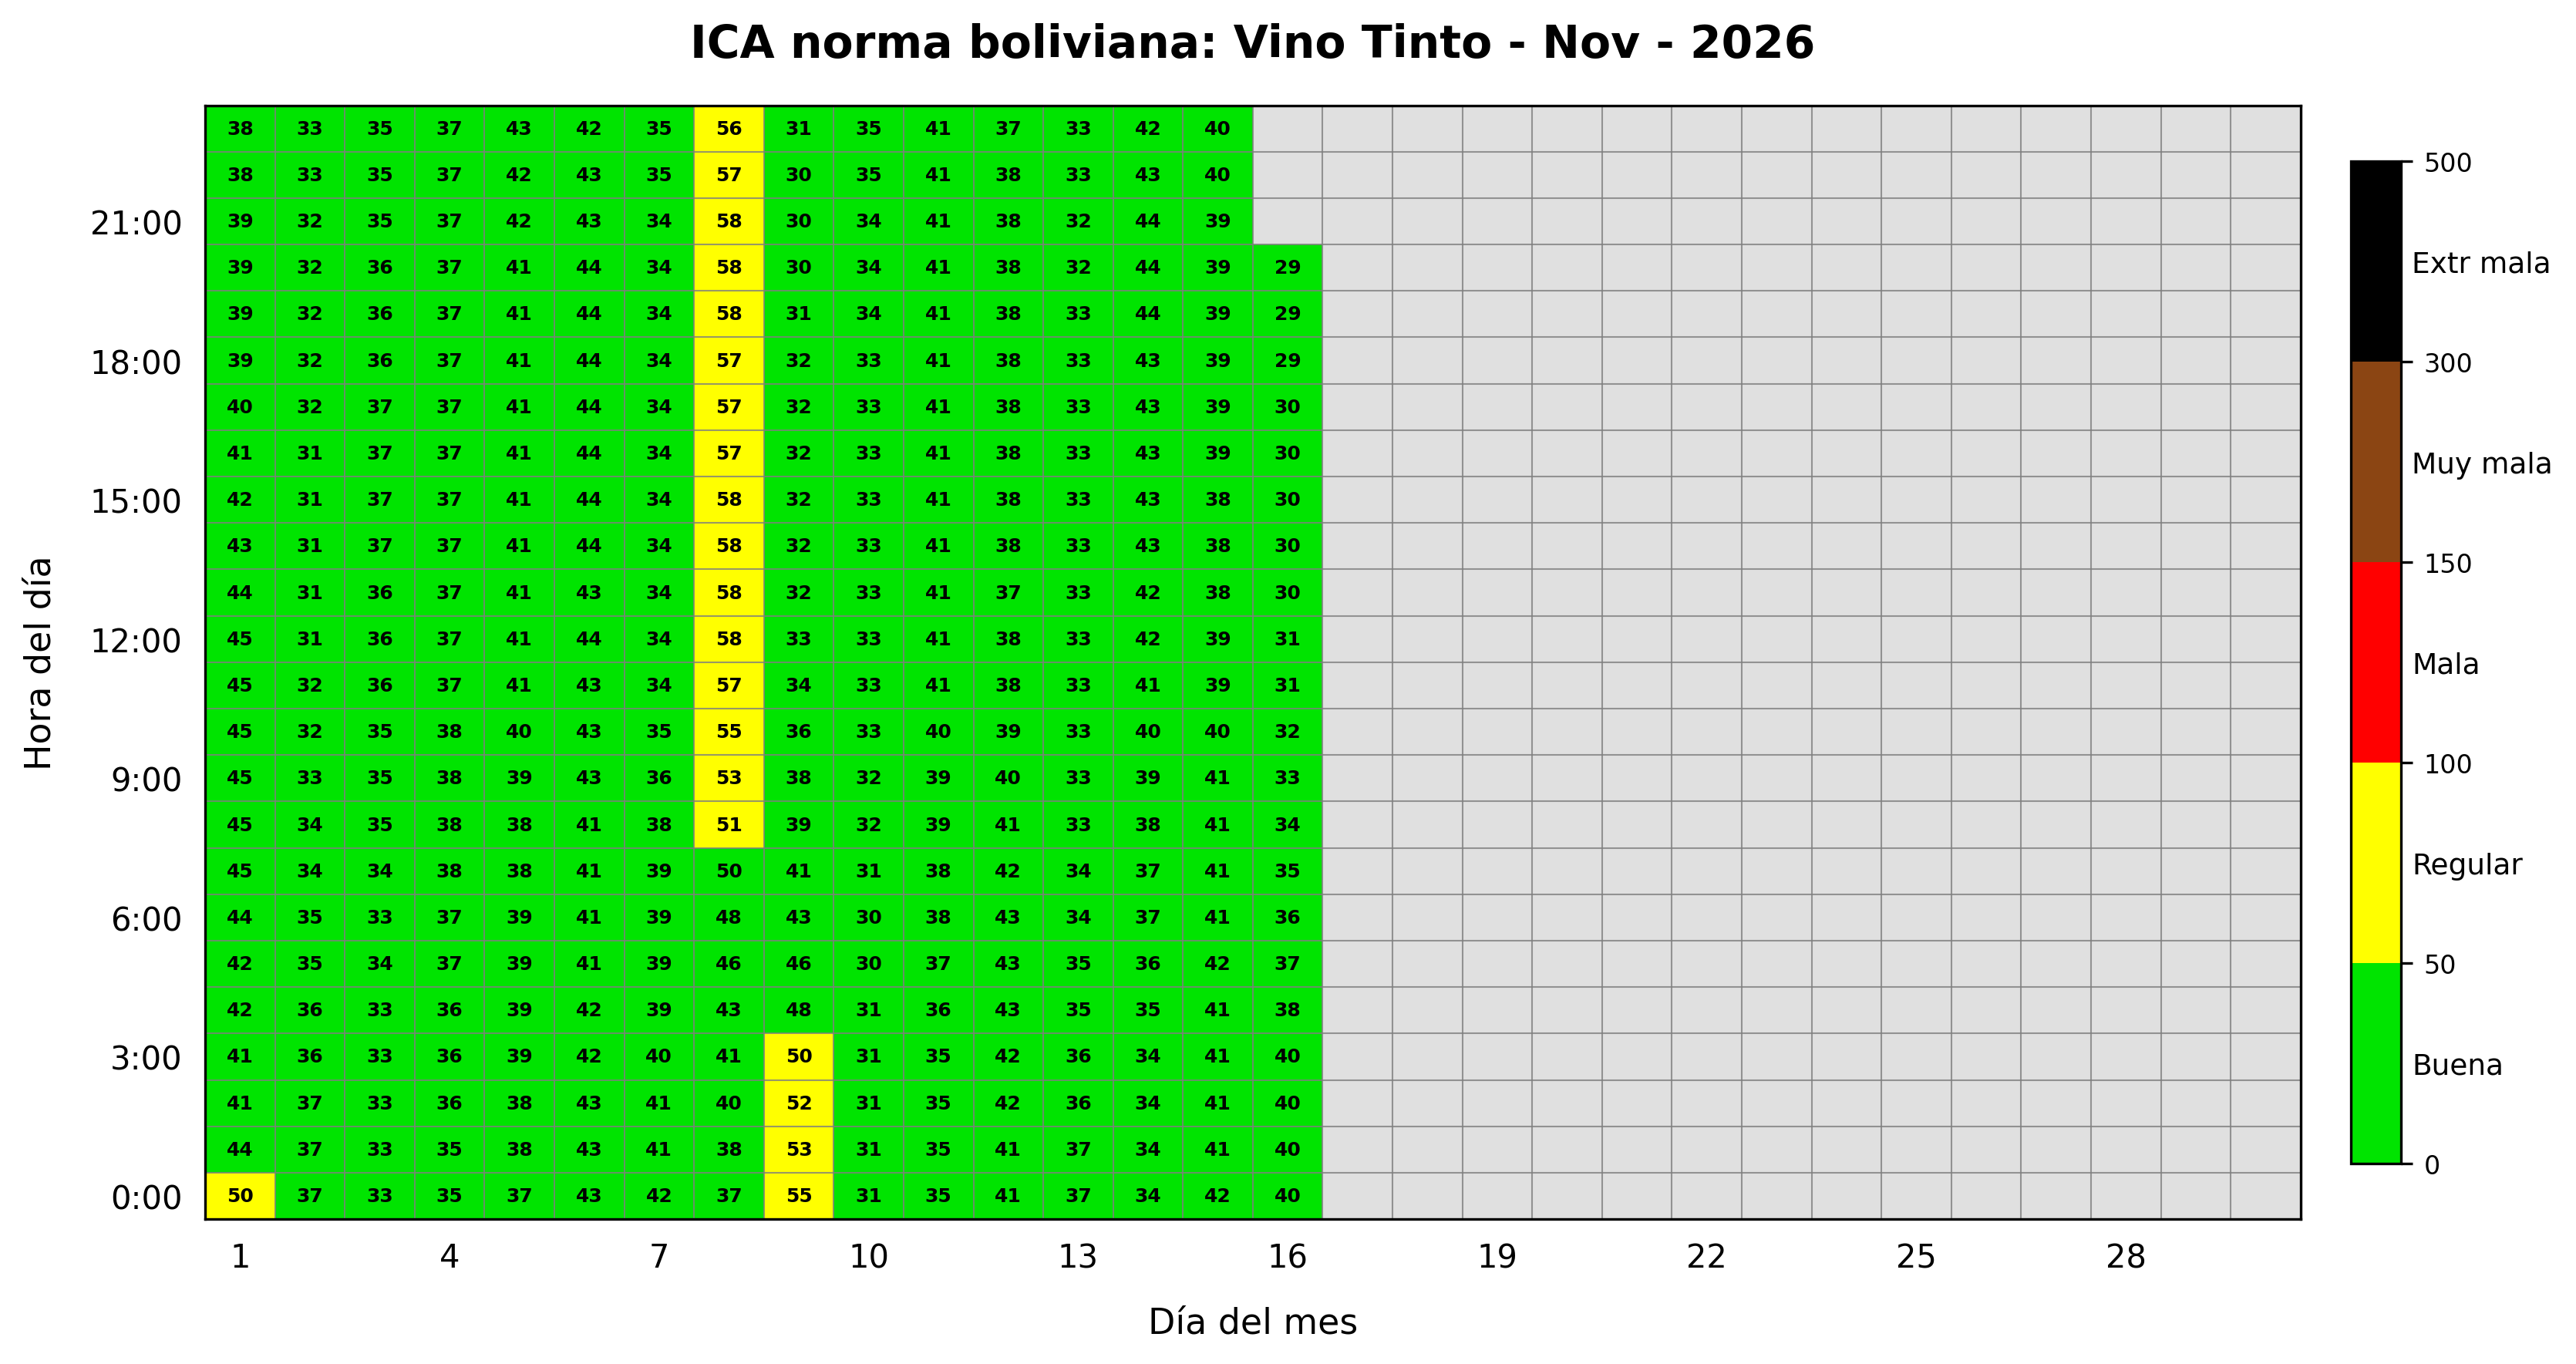 ICA norma boliviana: Vino Tinto - Nov - 2026
38 33 35 37 43 42 35 56 31 35 41 37 33 42 40
38 33 35 37 42 43 35 57 30 35 41 38 33 43 40
21:00 39 32 35 37 42 43 34 58 30 34 41 38 32 44 39
39 32 36 37 41 44 34 58 30 34 41 38 32 44 39 29
39 32 36 37 41 44 34 58 31 34 41 38 33 44 39 29
18:00 39 32 36 37 41 44 34 57 32 33 41 38 33 43 39 29
40 32 37 37 41 44 34 57 32 33 41 38 33 43 39 30
41 31 37 37 41 44 34 57 32 33 41 38 33 43 39 30
15:00 42 31 37 37 41 44 34 58 32 33 41 38 33 43 38 30
43 31 37 37 41 44 34 58 32 33 41 38 33 43 38 30
44 31 36 37 41 43 34 58 32 33 41 37 33 42 38 30
12:00 45 31 36 37 41 44 34 58 33 33 41 38 33 42 39 31
45 32 36 37 41 43 34 57 34 33 41 38 33 41 39 31
45 32 35 38 40 43 35 55 36 33 40 39 33 40 40 32
9:00 45 33 35 38 39 43 36 53 38 32 39 40 33 39 41 33
45 34 35 38 38 41 38 51 39 32 39 41 33 38 41 34
45 34 34 38 38 41 39 50 41 31 38 42 34 37 41 35
6:00 44 35 33 37 39 41 39 48 43 30 38 43 34 37 41 36
42 35 34 37 39 41 39 46 46 30 37 43 35 36 42 37
42 36 33 36 39 42 39 43 48 31 36 43 35 35 41 38
3:00 41 36 33 36 39 42 40 41 50 31 35 42 36 34 41 40
41 37 33 36 38 43 41 40 52 31 35 42 36 34 41 40
44 37 33 35 38 43 41 38 53 31 35 41 37 34 41 40
0:00 50 37 33 35 37 43 42 37 55 31 35 41 37 34 42 40
1 4 7 10 13 16 19 22 25 28
Día del mes
Hora del día
500
Extr mala
300
Muy mala
150
Mala
100
Regular
50
Buena
0